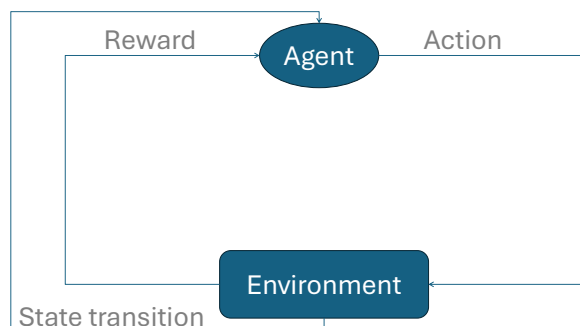 Reward
Agent
Action
Environment
State transition